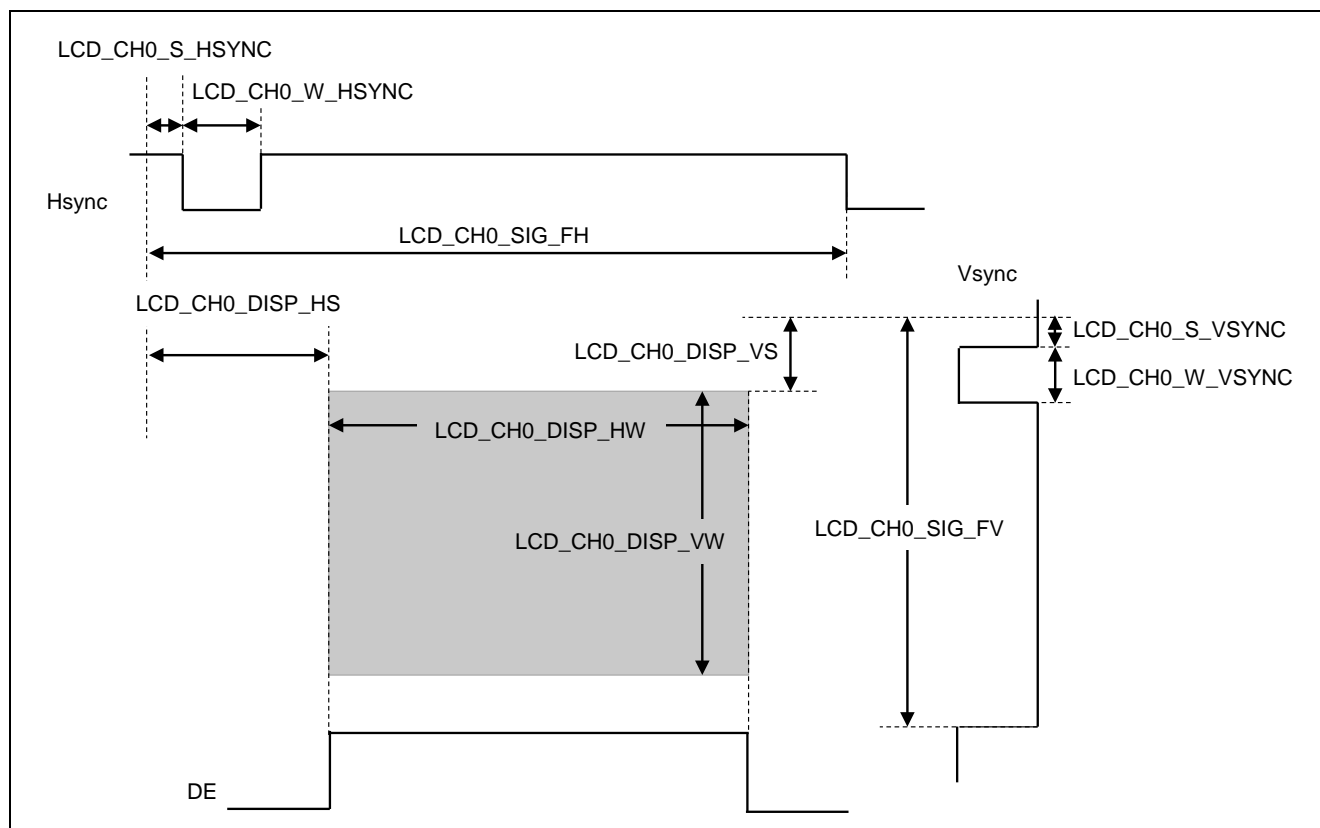 LCD_CH0_S_HSYNC
LCD_CH0_W_HSYNC
Hsync
LCD_CH0_SIG_FH
Vsync
LCD_CH0_DISP_HS
LCD_CH0_S_VSYNC
LCD_CH0_DISP_VS
LCD_CH0_W_VSYNC
LCD_CH0_DISP_HW
LCD_CH0_SIG_FV
LCD_CH0_DISP_VW
DE